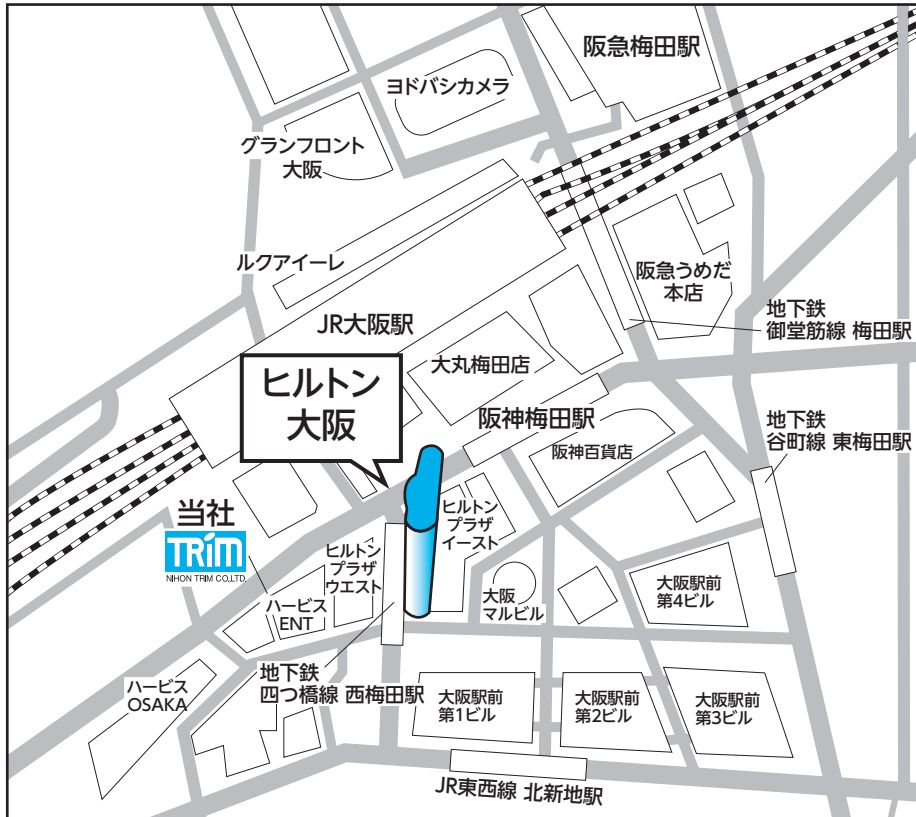 阪急梅田駅
ヨドバシカメラ
グランフロント
大阪
ルクアイーレ
阪急うめだ
本店
地下鉄
御堂筋線 梅田駅
JR大阪駅
大丸梅田店
ヒルトン
大阪
阪神梅田駅
阪神百貨店
地下鉄
谷町線 東梅田駅
当社
TRIM
NIHON TRIM CO.,LTD.
ヒルトン
プラザ
イースト
ヒルトン
プラザ
ウエスト
ハービス
ENT
大阪
マルビル
大阪駅前
第4ビル
地下鉄
四つ橋線 西梅田駅
ハービス
OSAKA
大阪駅前
第1ビル
大阪駅前
第2ビル
大阪駅前
第3ビル
JR東西線 北新地駅